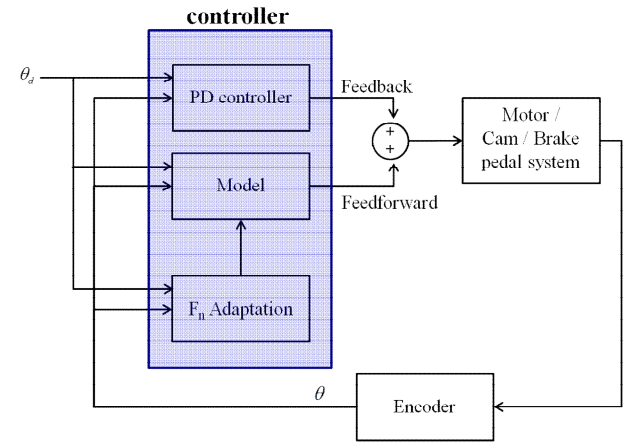 controller
θd
PD controller
Feedback
+
+
Motor /
Cam / Brake
pedal system
Model
Feedforward
Fn Adaptation
θ
Encoder